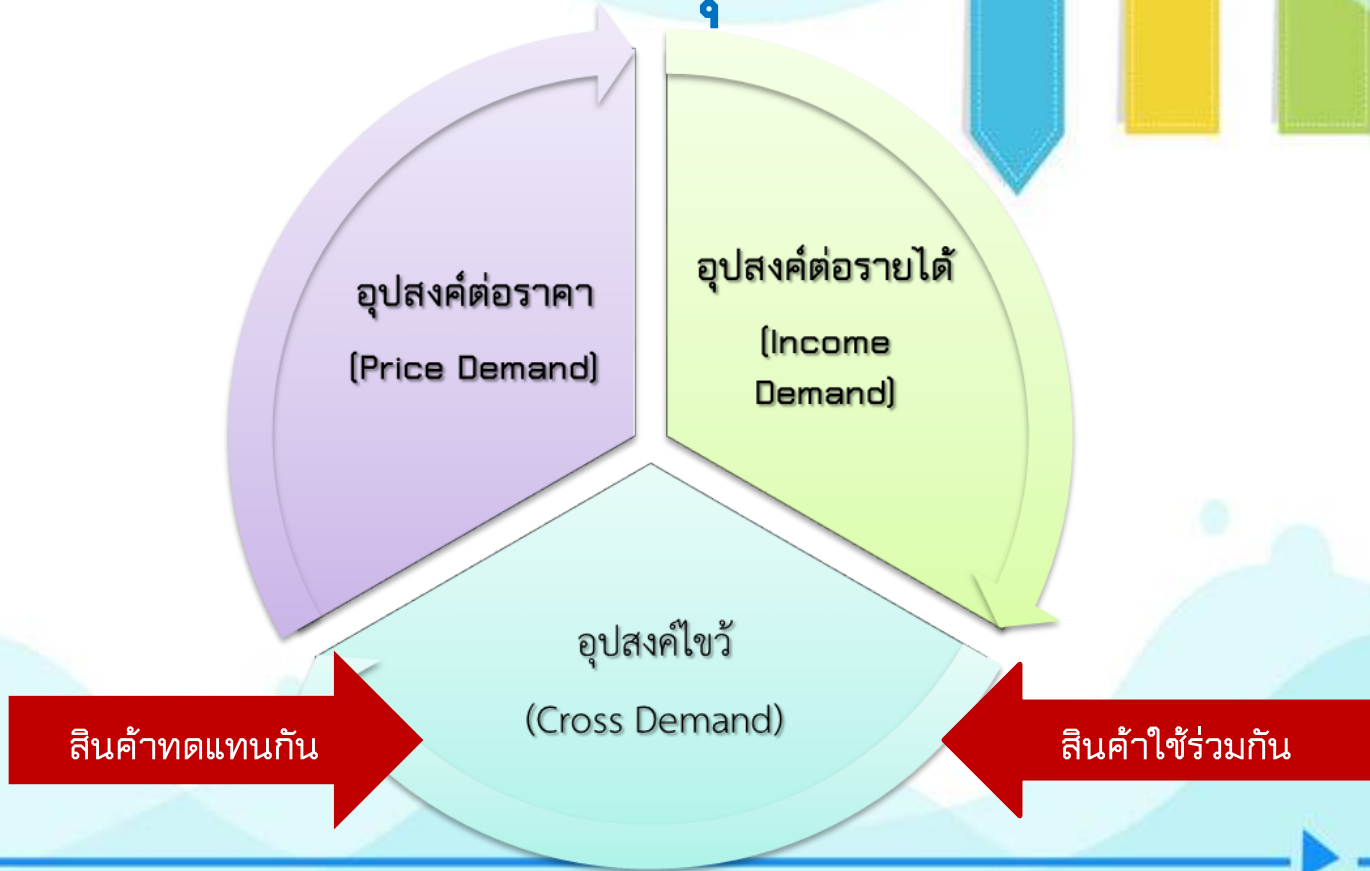 อุปสงค์ต่อราคา
(Price Demand)
อุปสงค์ต่อรายได้
(Income
Demand)
อุปสงค์ไขว้
(Cross Demand)
สินค้าทดแทนกัน
สินค้าใช้ร่วมกัน